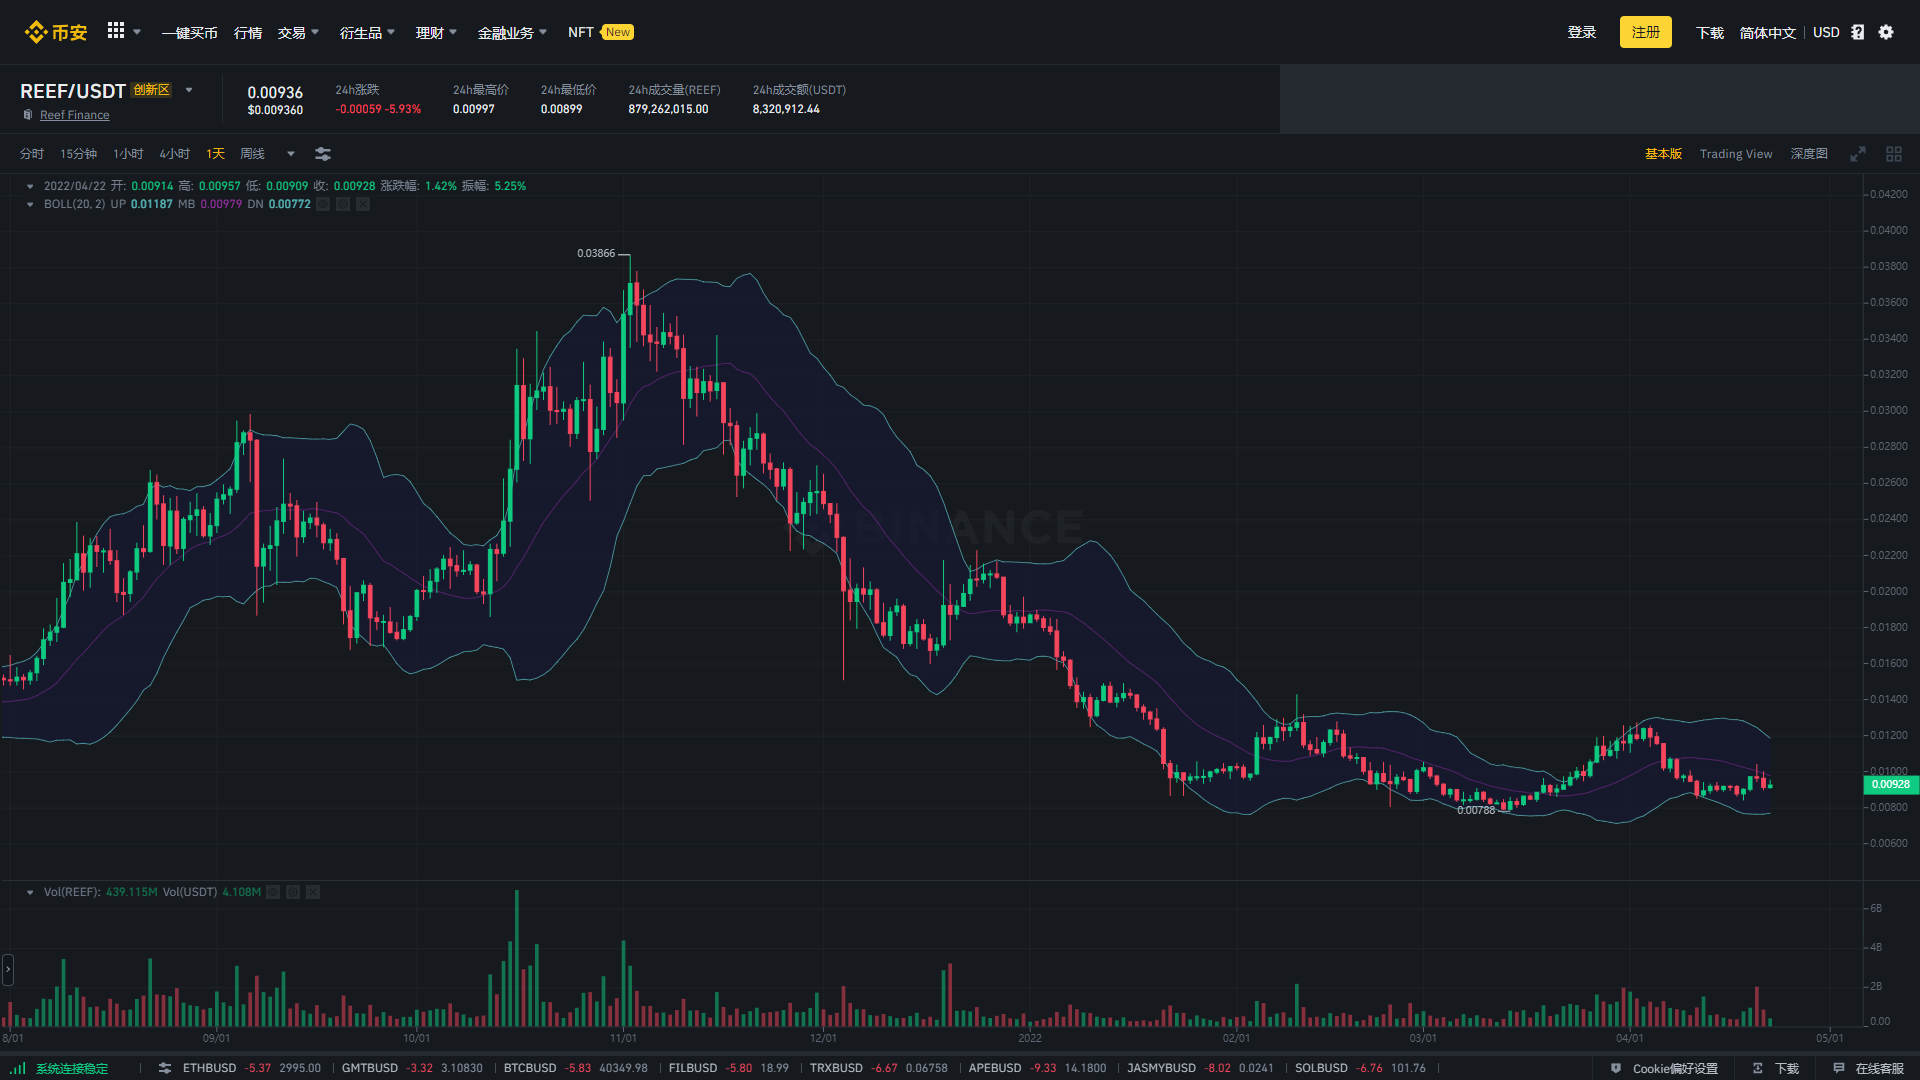 币安 一键买币 行情 交易 衍生品 理财 金融业务 NFT New 登录 注册 下载 简体中文 USD
REEF/USDT 创新区
Reef Finance
0.00936
$0.009360
24h涨跌
-0.00059 -5.93%
24h最高价
0.00997
24h最低价
0.00899
24h成交量(REEF)
879,262,015.00
24h成交额(USDT)
8,320,912.44
分时 15分钟 1小时 4小时 1天 周线
基本版 Trading View 深度图
2022/04/22 开: 0.00914 高: 0.00957 低: 0.00909 收: 0.00928 涨跌幅: 1.42% 振幅: 5.25%
BOLL(20, 2) UP 0.01187 MB 0.00979 DN 0.00772
0.03866
0.00788
BINANCE
0.04200
0.04000
0.03800
0.03600
0.03400
0.03200
0.03000
0.02800
0.02600
0.02400
0.02200
0.02000
0.01800
0.01600
0.01400
0.01200
0.01000
0.00928
0.00800
0.00600
Vol(REEF): 439.115M Vol(USDT) 4.108M
6B
4B
2B
0.00
8/01 09/01 10/01 11/01 12/01 2022 02/01 03/01 04/01 05/01
系统连接稳定 ETHBUSD -5.37 2995.00 GMTBUSD -3.32 3.10830 BTCBUSD -5.83 40349.98 FILBUSD -5.80 18.99 TRXBUSD -6.67 0.06758 APEBUSD -9.33 14.1800 JASMYBUSD -8.02 0.0241 SOLBUSD -6.76 101.76 Cookie偏好设置 下载 在线客服